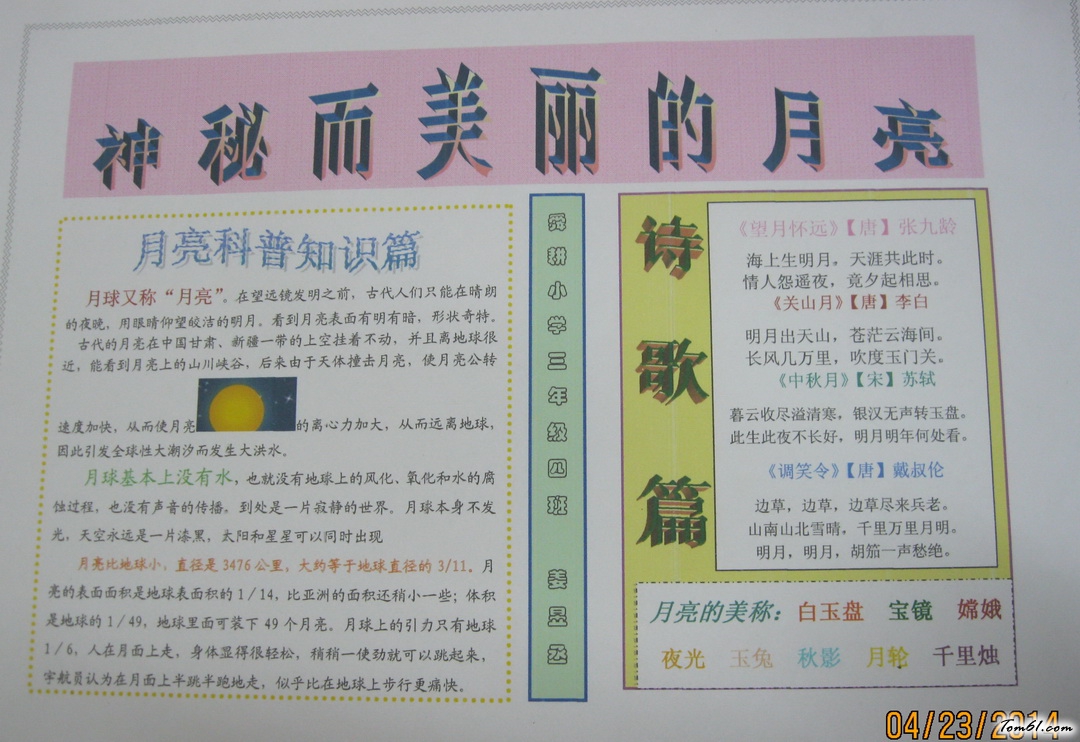 神秘而美丽的月亮
月亮科普知识篇
月球又称“月亮”。在望远镜发明之前，古代人们只能在晴朗
的夜晚，用眼睛仰望皎洁的明月。看到月亮表面有明有暗，形状奇特。
古代的月亮在中国甘肃、新疆一带的上空挂着不动，并且离地球很
近，能看到月亮上的山川峡谷，后来由于天体撞击月亮，使月亮公转
速度加快，从而使月亮的离心力加大，从而远离地球，
因此引发全球性大潮汐而发生大洪水。
月球基本上没有水，也就没有地球上的风化、氧化和水的腐
蚀过程，也没有声音的传播。到处是一片寂静的世界。月球本身不发
光，天空永远是一片漆黑，太阳和星星可以同时出现
月亮比地球小，直径是3476公里，大约等于地球直径的3/11。月
亮的表面面积是地球表面积的1/14，比亚洲的面积还稍小一些；体积
是地球的1/49，地球里面可装下49个月亮。月球上的引力只有地球
1/6，人在月面上走，身体显得很轻松，稍稍一使劲就可以跳起来，
宇航员认为在月面上半跳半跑地走，似乎比在地球上步行更痛快。
舜耕小学三年级四班 姜昱丞
诗歌篇
《望月怀远》【唐】张九龄
海上生明月，天涯共此时。
情人怨遥夜，竟夕起相思。
《关山月》【唐】李白
明月出天山，苍茫云海间。
长风几万里，吹度玉门关。
《中秋月》【宋】苏轼
暮云收尽溢清寒，银汉无声转玉盘。
此生此夜不长好，明月明年何处看。
《调笑令》【唐】戴叔伦
边草，边草，边草尽来兵老。
山南山北雪晴，千里万里月明。
明月，明月，胡笳一声愁绝。
月亮的美称：白玉盘 宝镜 嫦娥
夜光 玉兔 秋影 月轮 千里烛
04/23/2014
Tom61.com